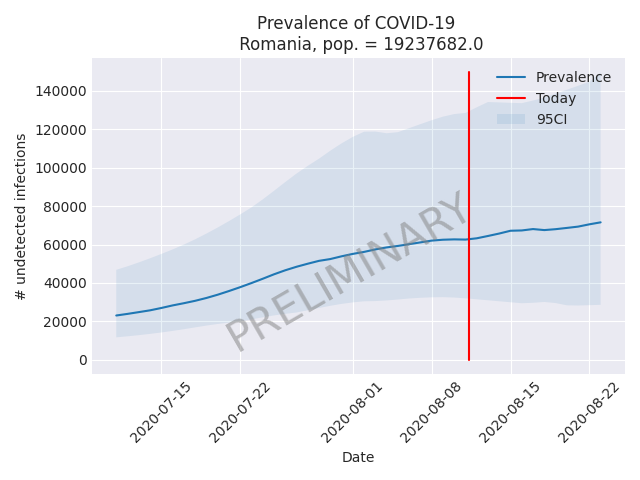 Prevalence of COVID-19
Romania, pop. = 19237682.0
Prevalence
Today
95CI
140000
120000
100000
80000
60000
40000
20000
0
# undetected infections
PRELIMINARY
2020-07-15
2020-07-22
2020-08-01
2020-08-08
2020-08-15
2020-08-22
Date